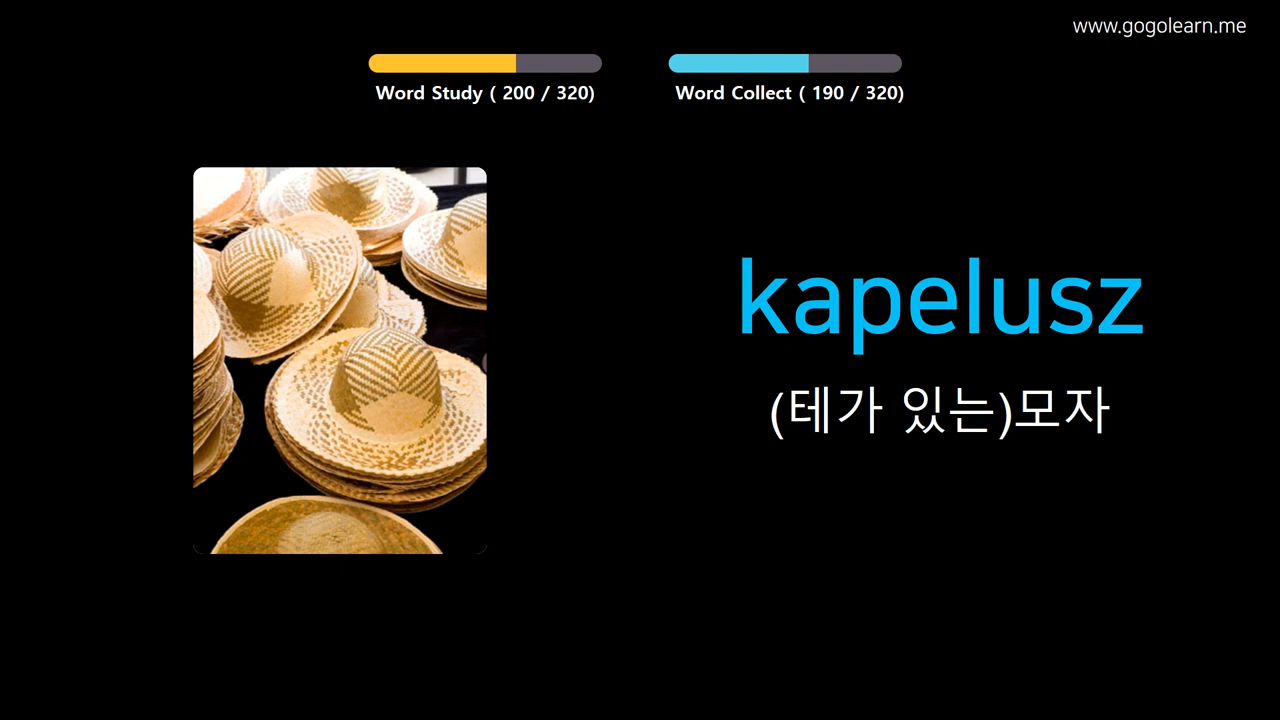 www.gogolearn.me
Word Study ( 200 / 320)
Word Collect ( 190 / 320)
kapelusz
(테가 있는)모자